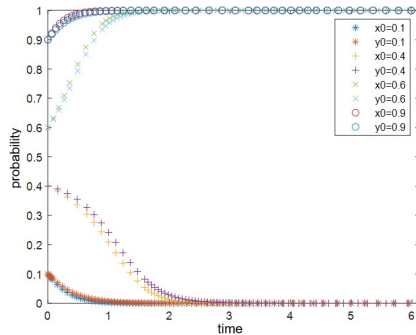 1
0.9
0.8
0.7
0.6
0.5
0.4
0.3
0.2
0.1
0
probability
0 1 2 3 4 5 6
time
x0=0.1
y0=0.1
x0=0.4
y0=0.4
x0=0.6
y0=0.6
x0=0.9
y0=0.9